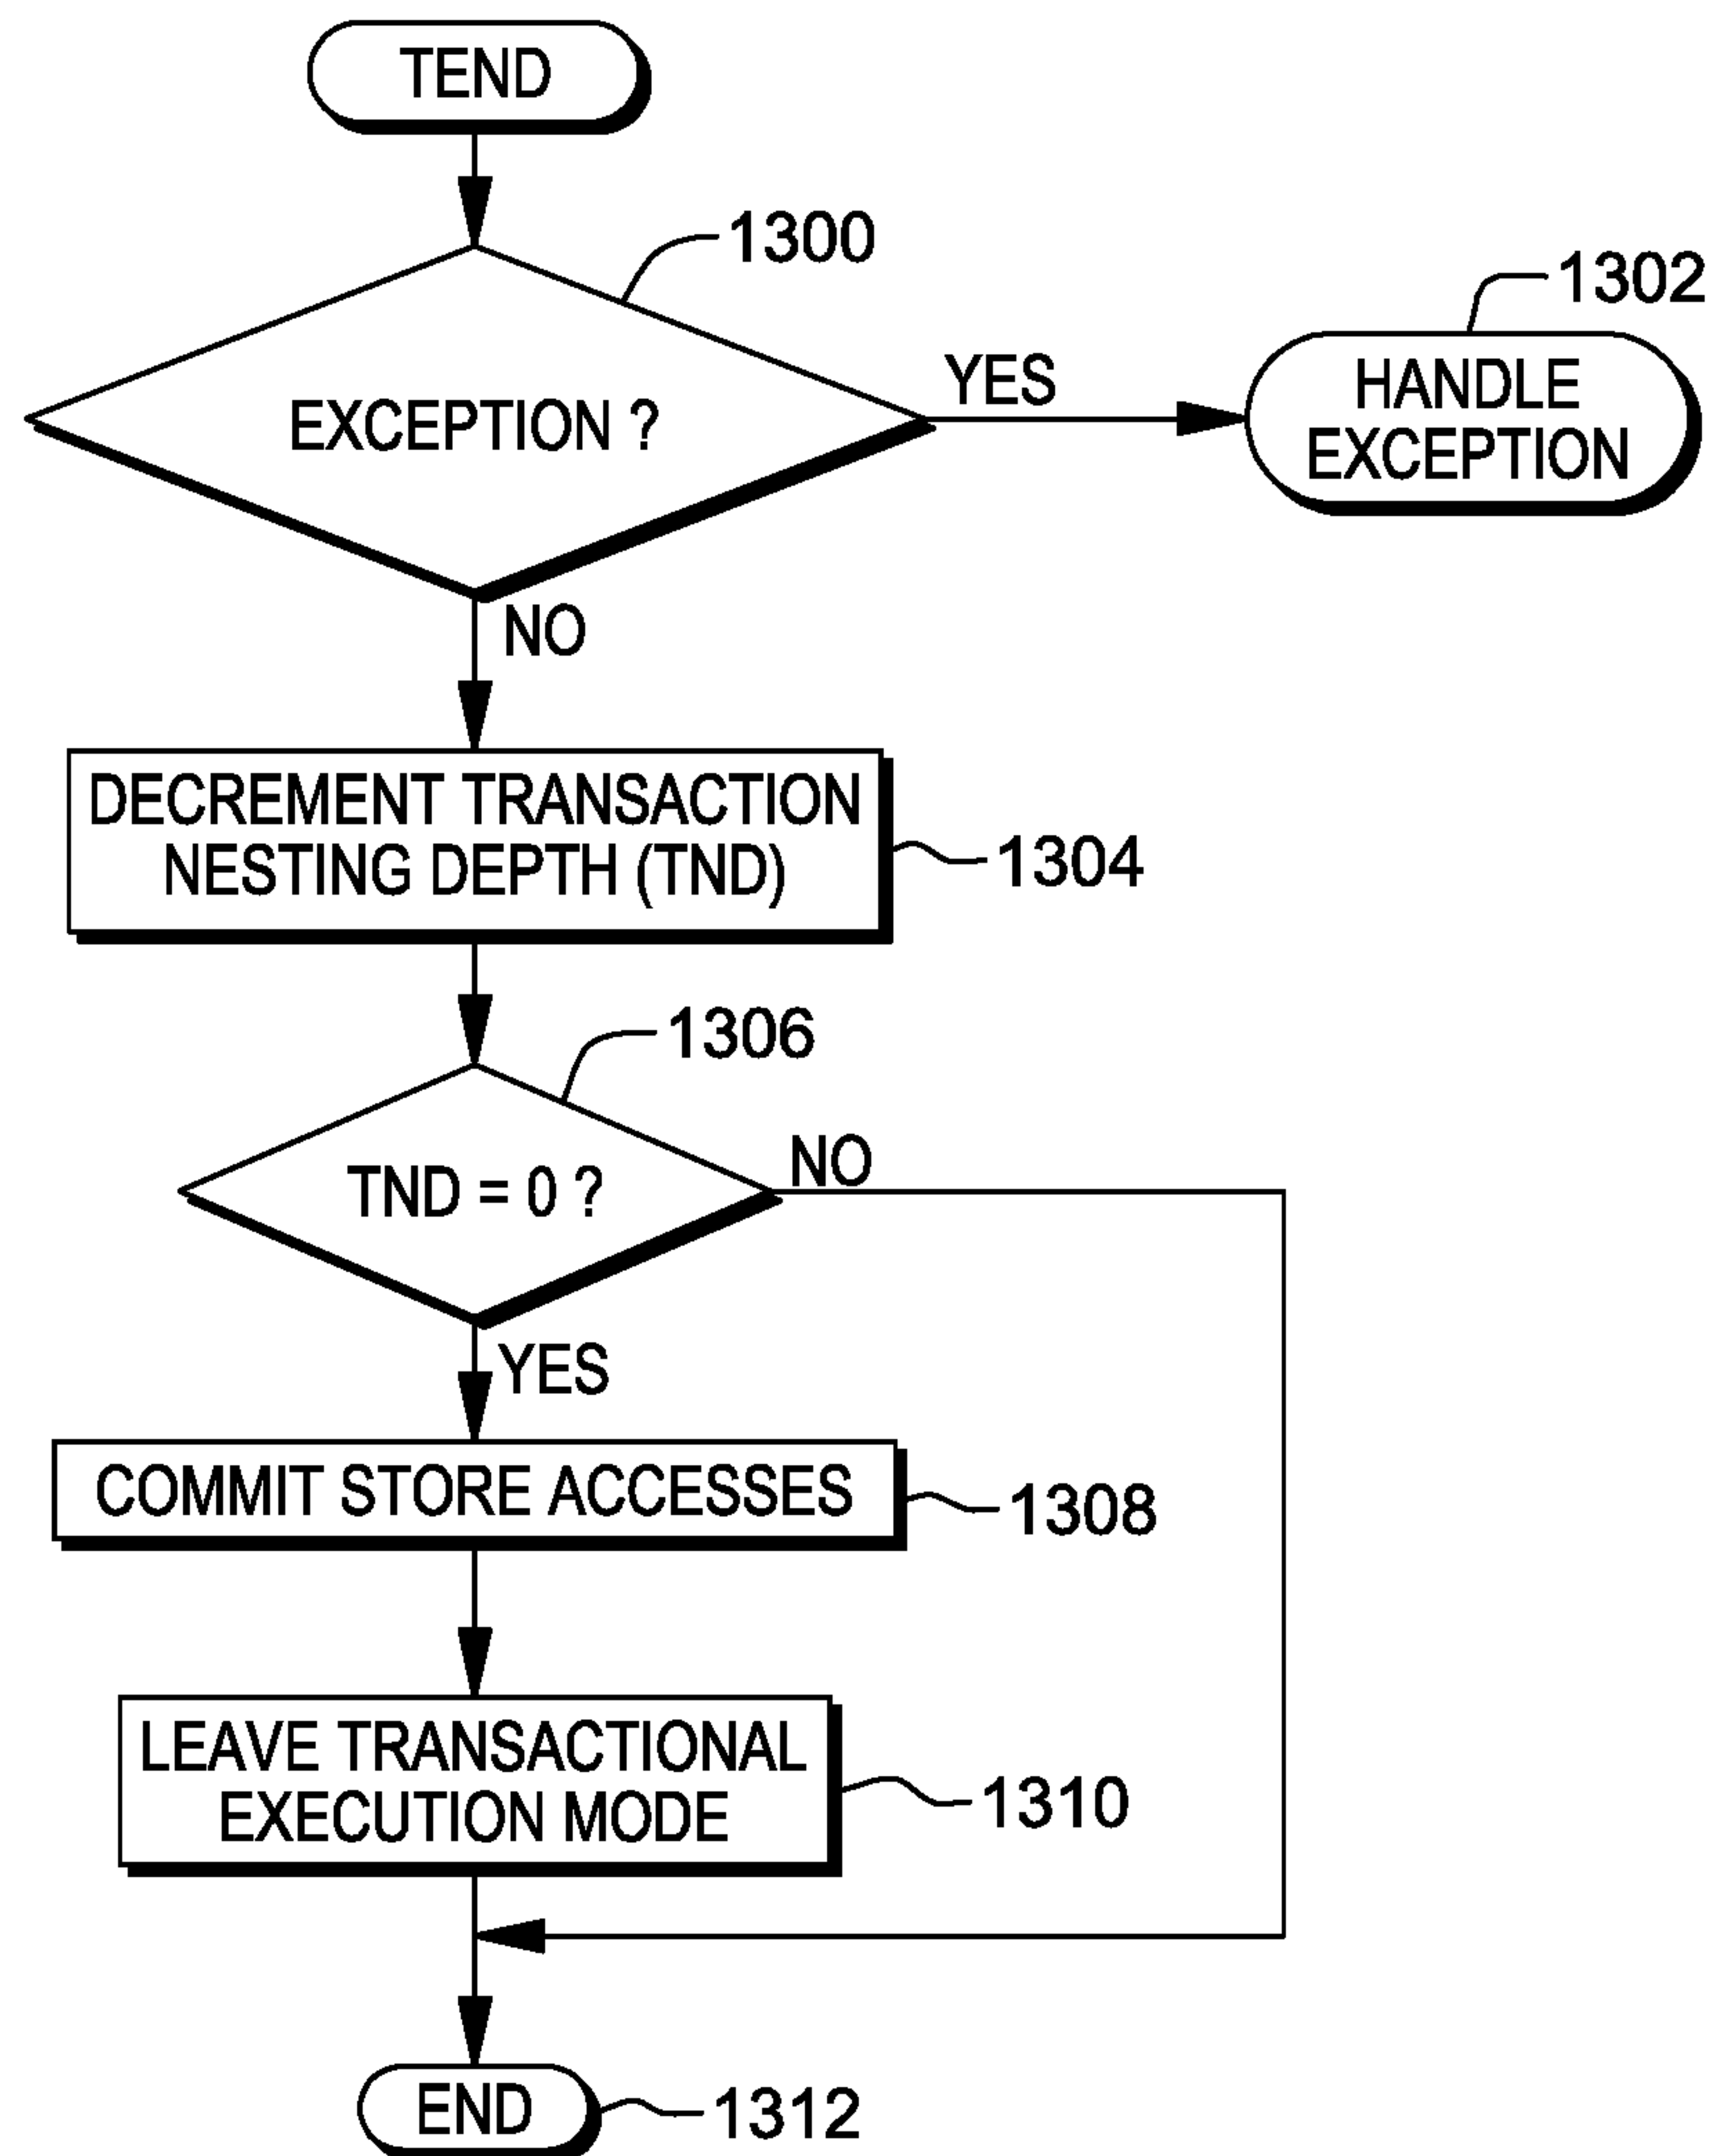 TEND
1300
1302
EXCEPTION ?
YES
HANDLE
EXCEPTION
NO
DECREMENT TRANSACTION
NESTING DEPTH (TND)
1304
1306
TND = 0 ?
NO
YES
COMMIT STORE ACCESSES
1308
LEAVE TRANSACTIONAL
EXECUTION MODE
1310
END
1312